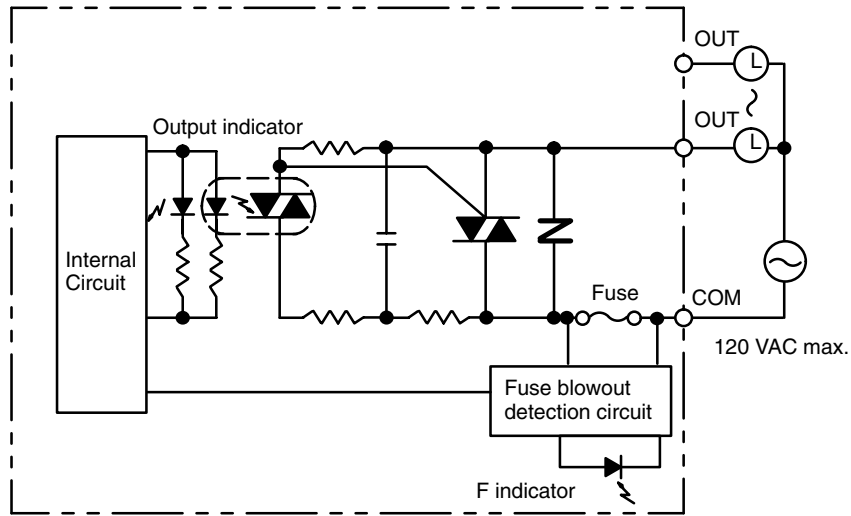 OUT
L
Output indicator
OUT
L
Internal
Circuit
Fuse
COM
120 VAC max.
Fuse blowout
detection circuit
F indicator